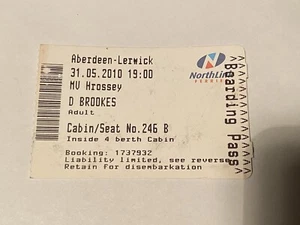 Aberdeen-Lerwick
31.05.2010 19:00
MV Hrossey
D BROOKES
Adult
Cabin/Seat No.246 B
Inside 4 berth Cabin
Booking: 1737932
Liability limited, see reverse
Retain for disembarkation
NorthLink
FERRIES
Boarding Pass